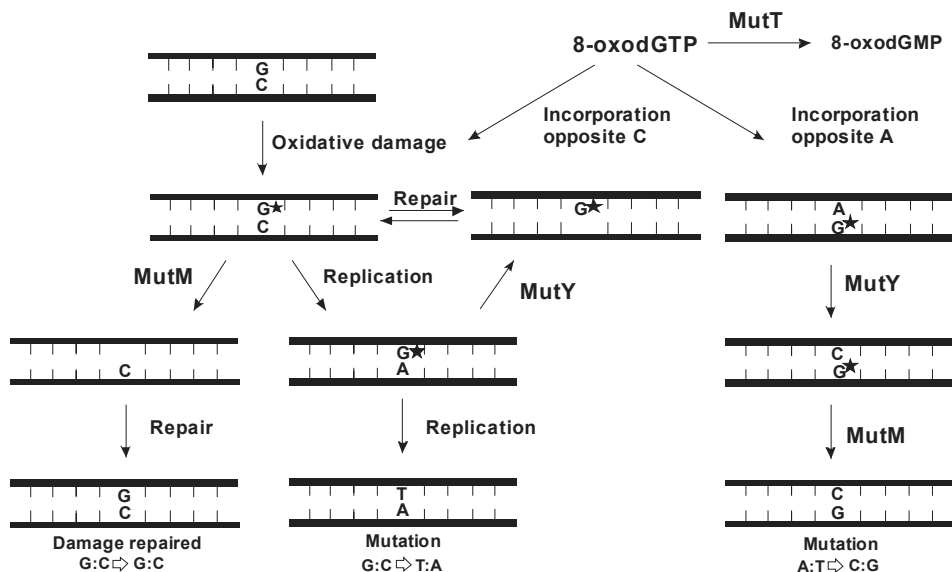 MutT
8-oxodGTP
8-oxodGMP
G
C
Incorporation
opposite C
Incorporation
opposite A
Oxidative damage
G★
C
Repair
G★
A
G★
MutM
Replication
MutY
MutY
C
G★
A
C
G★
Repair
Replication
MutM
G
C
T
A
C
G
Damage repaired
G:C ⇨ G:C
Mutation
G:C ⇨ T:A
Mutation
A:T ⇨ C:G